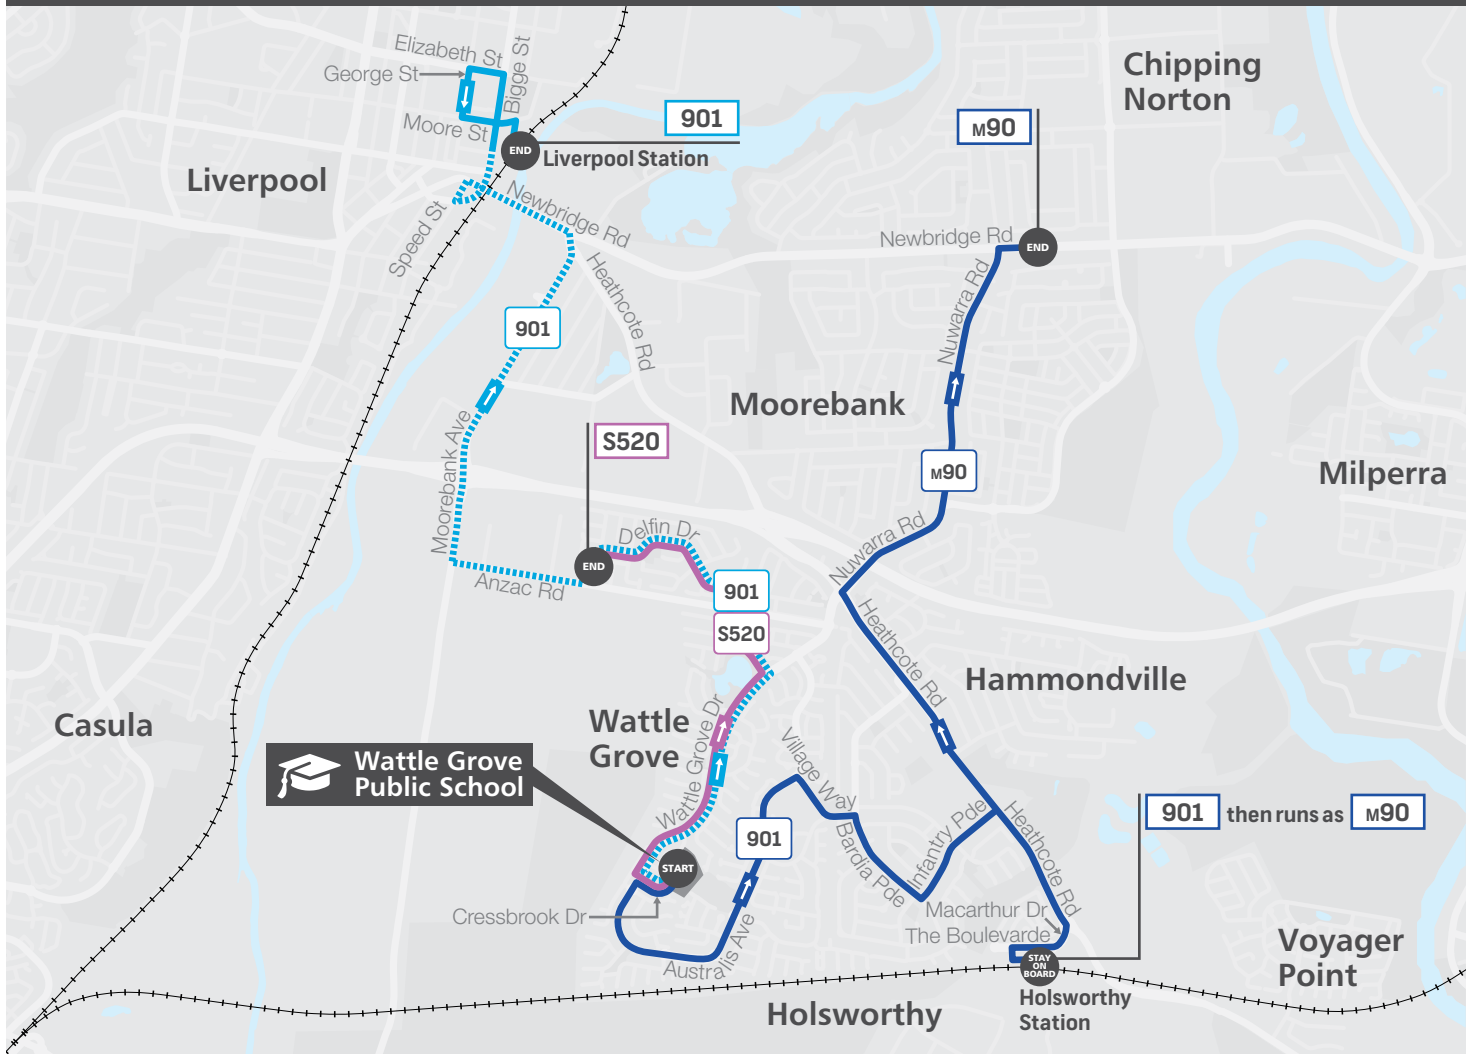 Elizabeth St
George St
Bigge St
Moore St
901
END
Liverpool Station
Liverpool
Chipping
Norton
M90
Newbridge Rd
Speed St
Newbridge Rd
END
Heathcote Rd
Nuwarra Rd
901
Moorebank
Moorebank Ave
S520
M90
Milperra
Delfin Dr
Nuwarra Rd
END
Anzac Rd
901
S520
Heathcote Rd
Hammondville
Casula
Wattle
Grove
Wattle Grove Dr
Wattle Grove
Public School
Village Way
901
Bardia Pde
Infantry Pde
Heathcote Rd
901 then runs as M90
START
Cressbrook Dr
Australis Ave
Macarthur Dr
The Boulevarde
STAY
ON
BOARD
Holsworthy
Station
Voyager
Point
Holsworthy